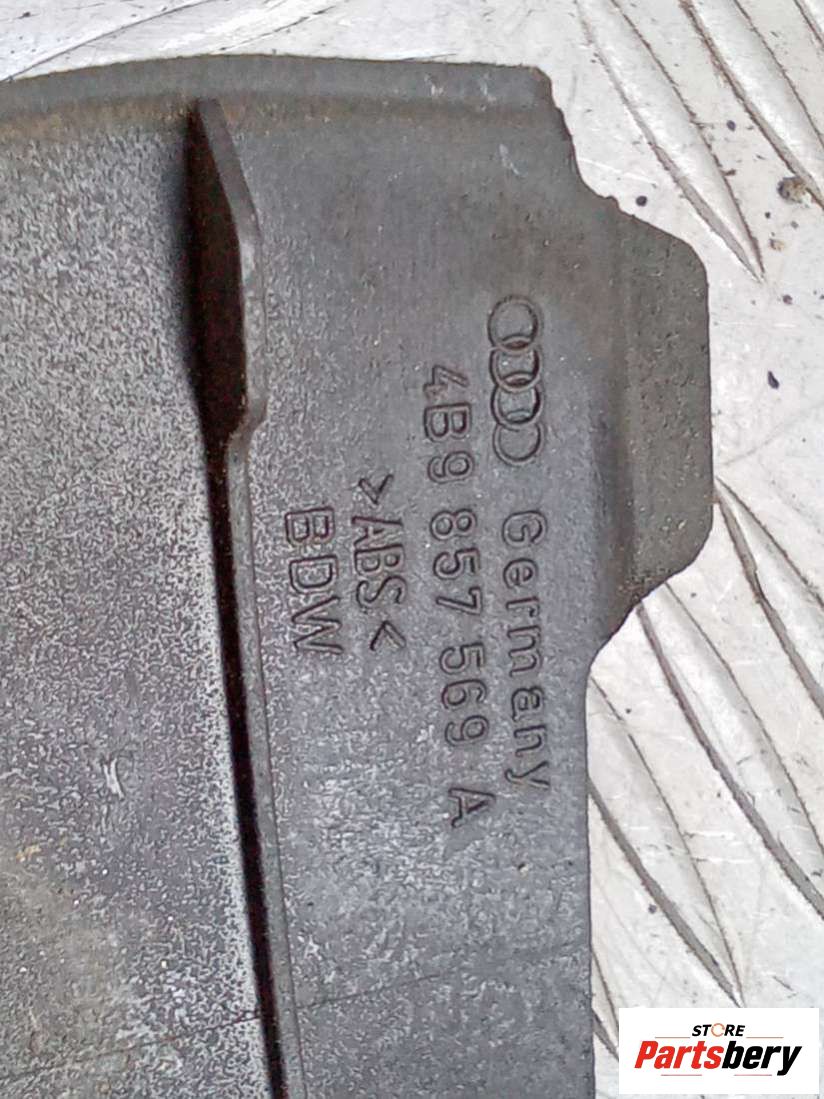 Germany
4B9 857 569 A
>ABS<
BDW
STORE
Partsbery